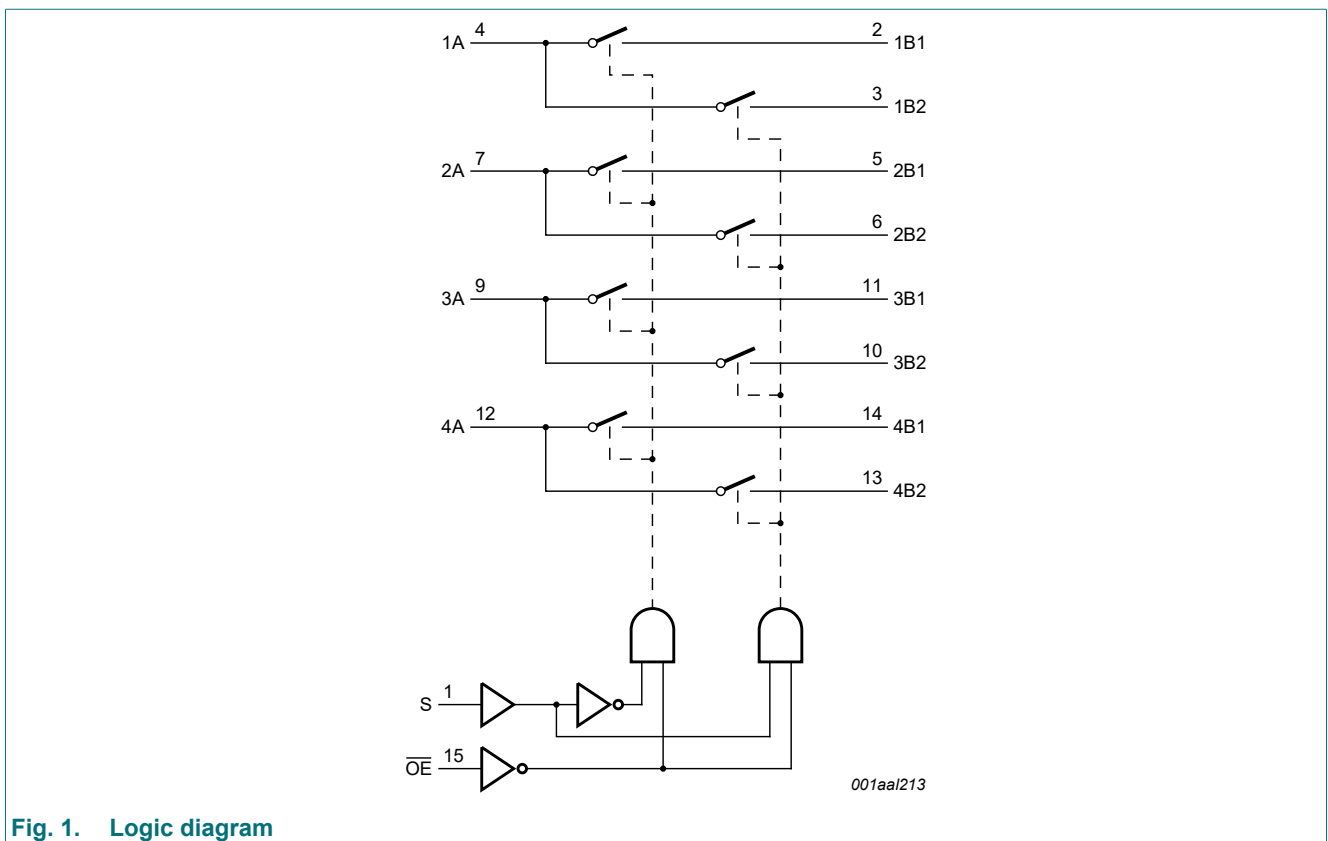 1A 4 2 1B1
3 1B2
2A 7 5 2B1
6 2B2
3A 9 11 3B1
10 3B2
4A 12 14 4B1
13 4B2
S 1
O̅E̅ 15
001aal213
Fig. 1. Logic diagram